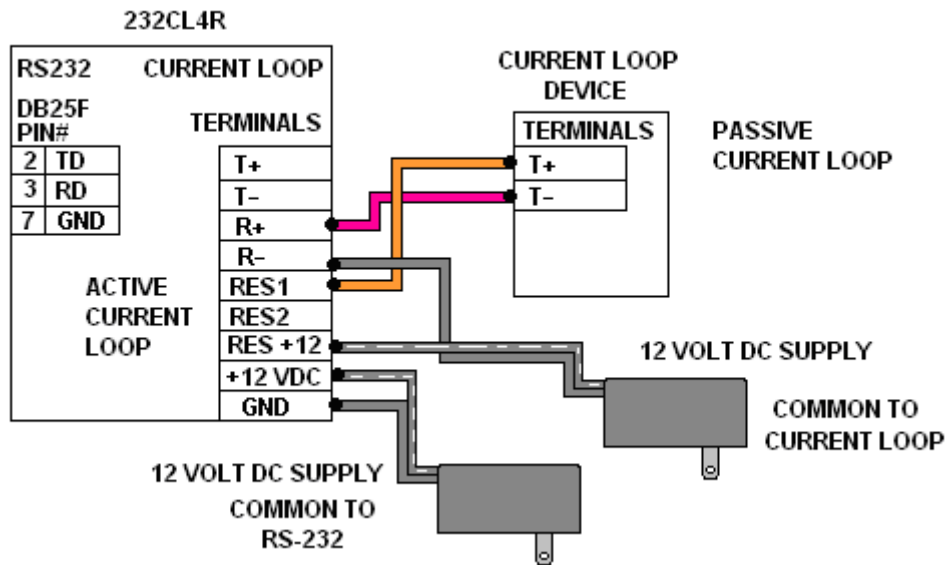 232CL4R
RS232
CURRENT LOOP
DB25F
PIN#
TERMINALS
2 TD
3 RD
7 GND
T+
T-
R+
R-
RES1
RES2
RES +12
+12 VDC
GND
ACTIVE
CURRENT
LOOP
CURRENT LOOP
DEVICE
TERMINALS
T+
T-
PASSIVE
CURRENT LOOP
12 VOLT DC SUPPLY
COMMON TO
CURRENT LOOP
12 VOLT DC SUPPLY
COMMON TO
RS-232